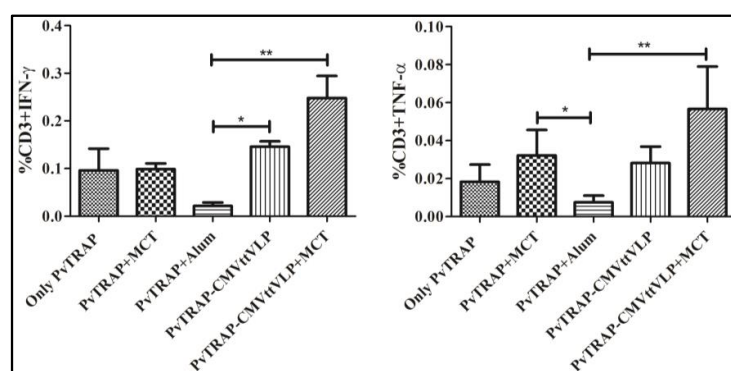 %CD3+IFN-γ
0.4
0.3
0.2
0.1
0.0
**
*
Only PvTRAP
PvTRAP+MCT
PvTRAP+Alum
PvTRAP-CMVttVLP
PvTRAP-CMVttVLP+MCT
%CD3+TNF-α
0.10
0.08
0.06
0.04
0.02
0.00
**
*
Only PvTRAP
PvTRAP+MCT
PvTRAP+Alum
PvTRAP-CMVttVLP
PvTRAP-CMVttVLP+MCT